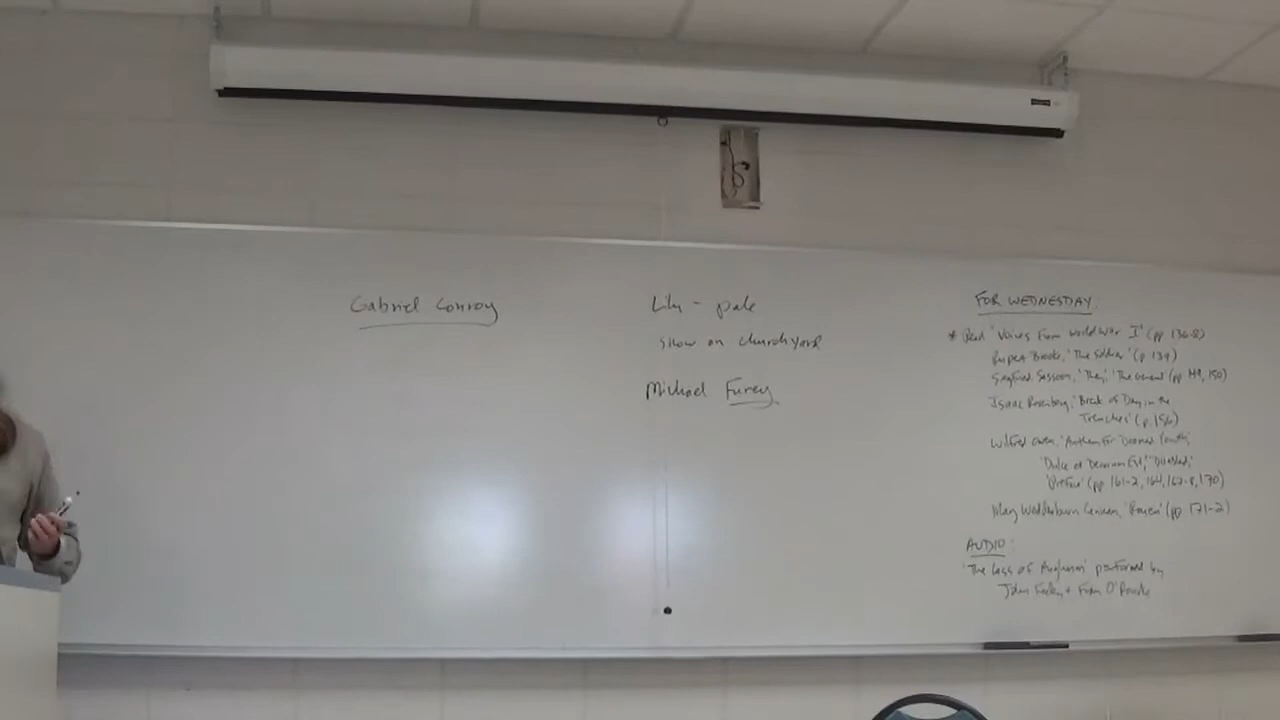 Gabriel Conroy
Lily - pale
snow on churchyard
Michael Furey
FOR WEDNESDAY
* Read 'Voices From World War I' (pp 136-8)
Rupert Brooke, 'The Soldier' (p 139)
Siegfried Sassoon, 'They', 'The General' (pp 149, 150)
Isaac Rosenberg, 'Break of Day in the
Trenches' (p. 156)
Wilfred Owen, 'Anthem for Doomed Youth',
'Dulce et Decorum Est', 'Disabled',
'Preface' (pp 161-2, 164, 167-8, 170)
May Wedderburn Cannan, 'Rouen' (pp. 171-2)
AUDIO:
'The Lass of Aughrim' performed by
John Feeley + Fran O'Rourke